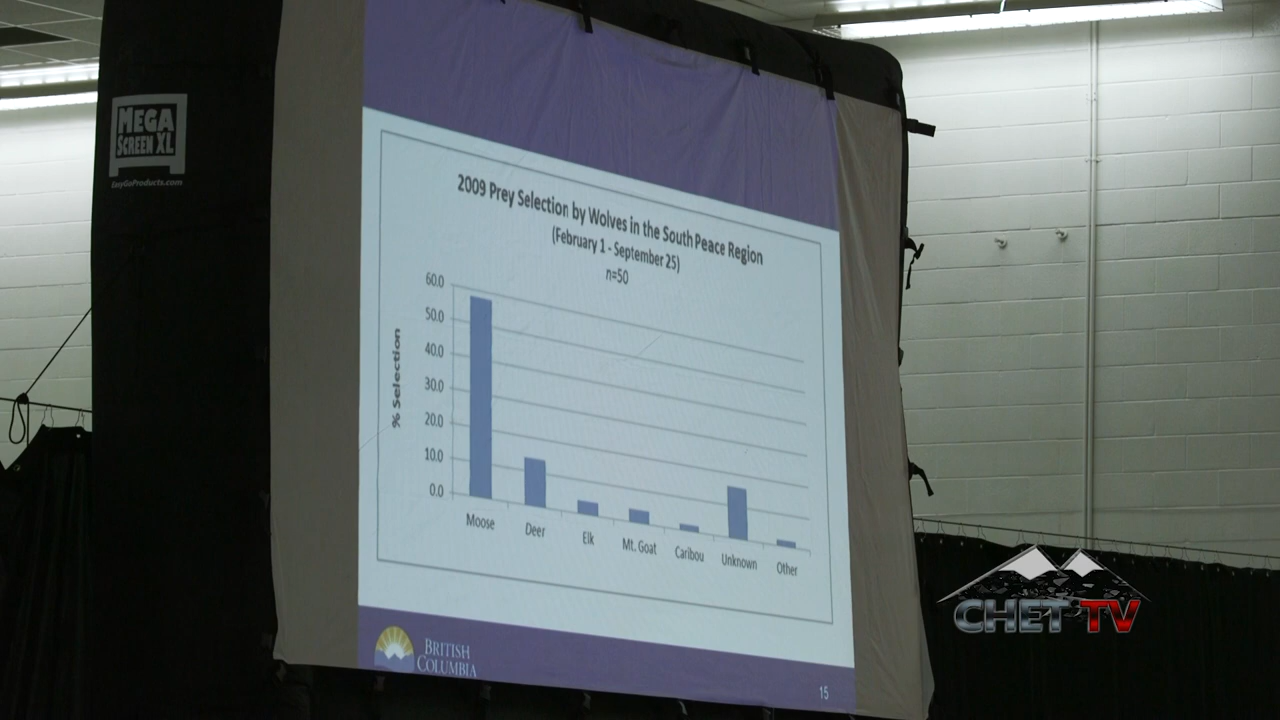 MEGA
SCREEN XL
EasyGoProducts.com
2009 Prey Selection by Wolves in the South Peace Region
(February 1 - September 25)
n=50
% Selection
60.0
50.0
40.0
30.0
20.0
10.0
0.0
Moose
Deer
Elk
Mt. Goat
Caribou
Unknown
Other
BRITISH
COLUMBIA
15
CHET TV